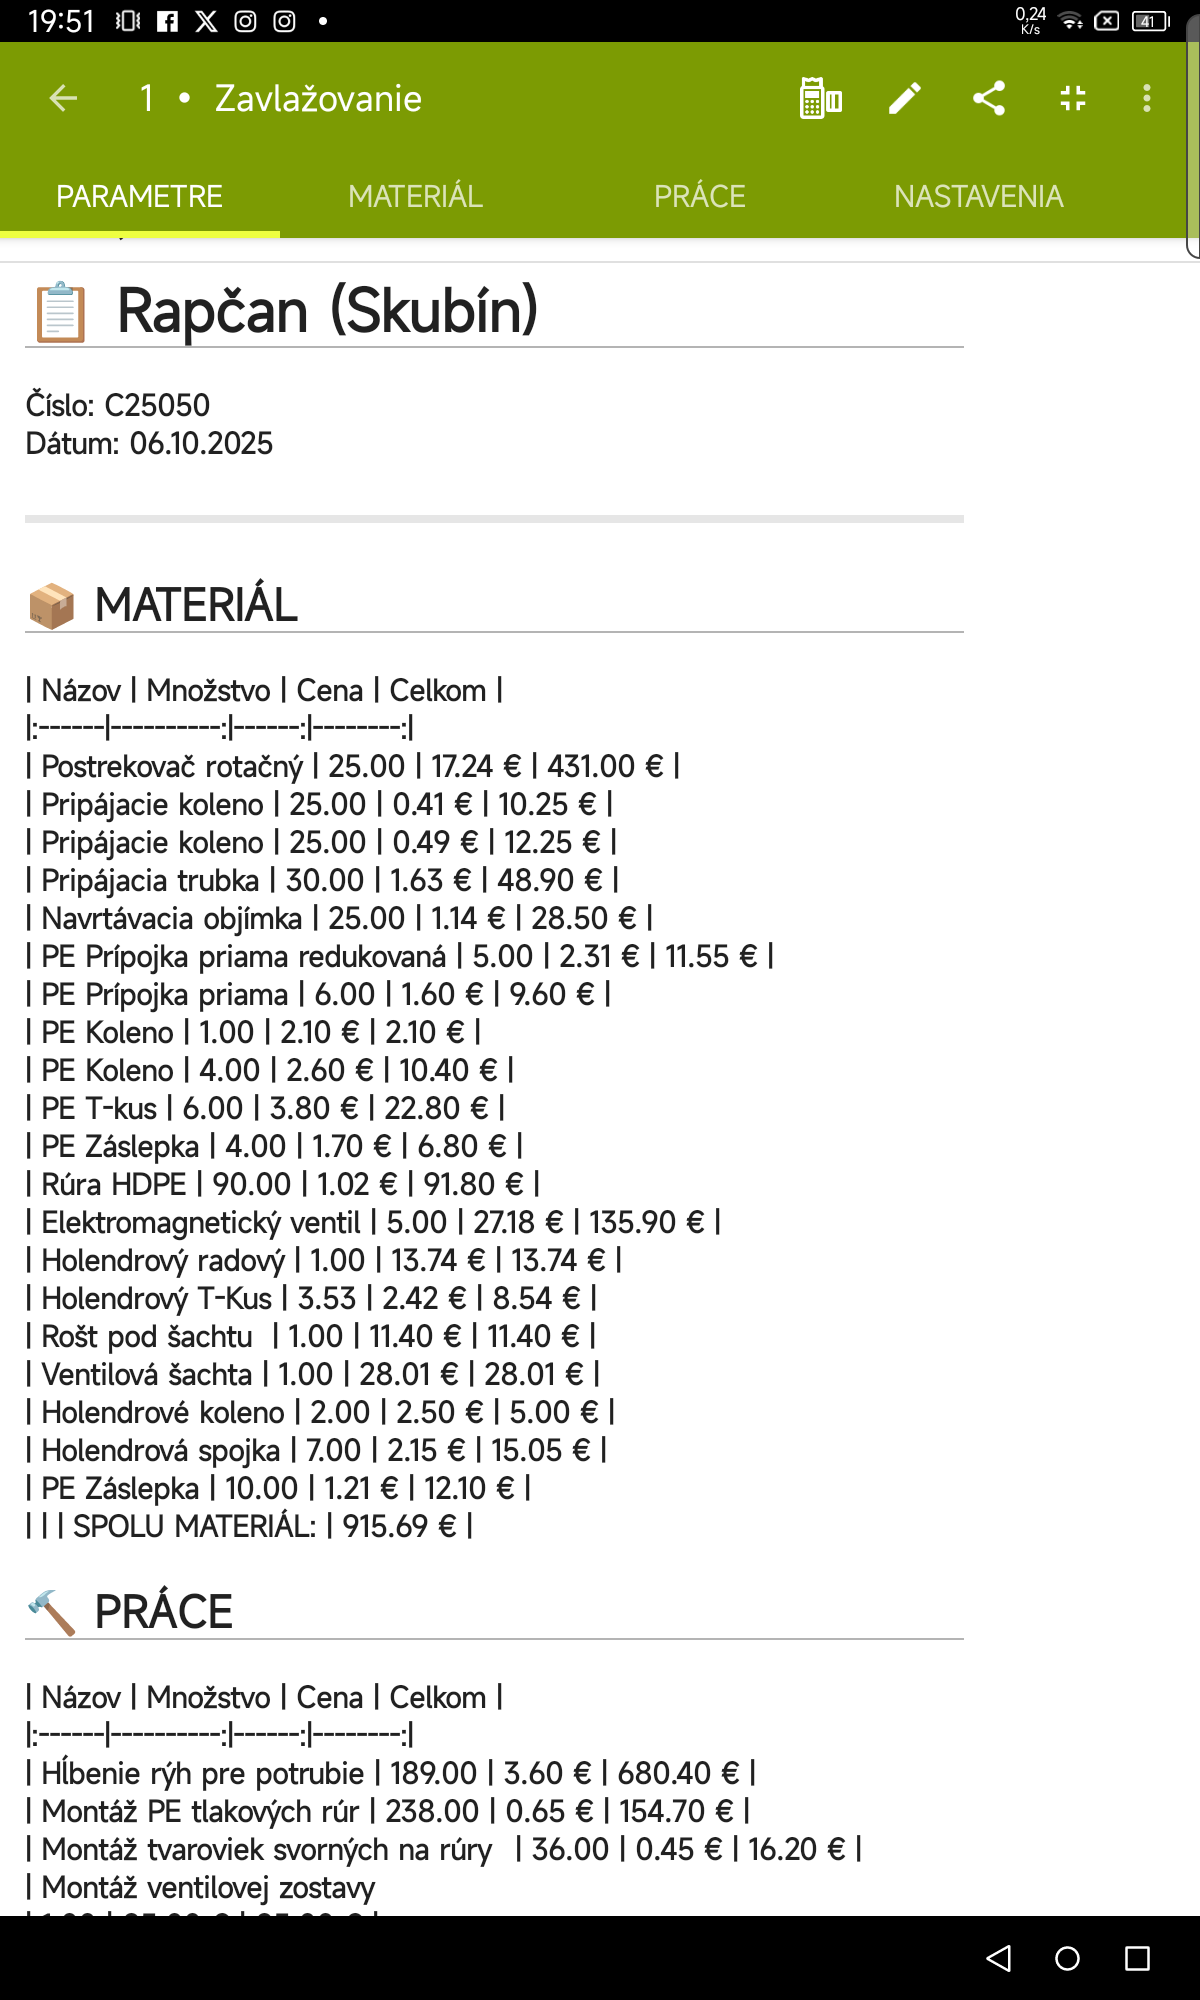 19:51
0,24
K/s
41
1 • Zavlažovanie
PARAMETRE MATERIÁL PRÁCE NASTAVENIA
Rapčan (Skubín)
Číslo: C25050
Dátum: 06.10.2025
MATERIÁL
| Názov | Množstvo | Cena | Celkom |
|:------|----------:|------:|--------:|
| Postrekovač rotačný | 25.00 | 17.24 € | 431.00 € |
| Pripájacie koleno | 25.00 | 0.41 € | 10.25 € |
| Pripájacie koleno | 25.00 | 0.49 € | 12.25 € |
| Pripájacia trubka | 30.00 | 1.63 € | 48.90 € |
| Navrtávacia objímka | 25.00 | 1.14 € | 28.50 € |
| PE Prípojka priama redukovaná | 5.00 | 2.31 € | 11.55 € |
| PE Prípojka priama | 6.00 | 1.60 € | 9.60 € |
| PE Koleno | 1.00 | 2.10 € | 2.10 € |
| PE Koleno | 4.00 | 2.60 € | 10.40 € |
| PE T-kus | 6.00 | 3.80 € | 22.80 € |
| PE Záslepka | 4.00 | 1.70 € | 6.80 € |
| Rúra HDPE | 90.00 | 1.02 € | 91.80 € |
| Elektromagnetický ventil | 5.00 | 27.18 € | 135.90 € |
| Holendrový radový | 1.00 | 13.74 € | 13.74 € |
| Holendrový T-Kus | 3.53 | 2.42 € | 8.54 € |
| Rošt pod šachtu | 1.00 | 11.40 € | 11.40 € |
| Ventilová šachta | 1.00 | 28.01 € | 28.01 € |
| Holendrové koleno | 2.00 | 2.50 € | 5.00 € |
| Holendrová spojka | 7.00 | 2.15 € | 15.05 € |
| PE Záslepka | 10.00 | 1.21 € | 12.10 € |
| | | SPOLU MATERIÁL: | 915.69 € |
PRÁCE
| Názov | Množstvo | Cena | Celkom |
|:------|----------:|------:|--------:|
| Hĺbenie rýh pre potrubie | 189.00 | 3.60 € | 680.40 € |
| Montáž PE tlakových rúr | 238.00 | 0.65 € | 154.70 € |
| Montáž tvaroviek svorných na rúry | 36.00 | 0.45 € | 16.20 € |
| Montáž ventilovej zostavy